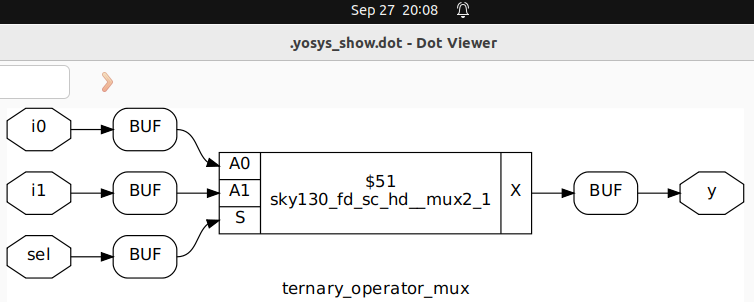 Sep 27 20:08
.yosys_show.dot - Dot Viewer
i0 BUF
A0
i1 BUF A1 $51 X BUF y
sky130_fd_sc_hd__mux2_1
S
sel BUF
ternary_operator_mux